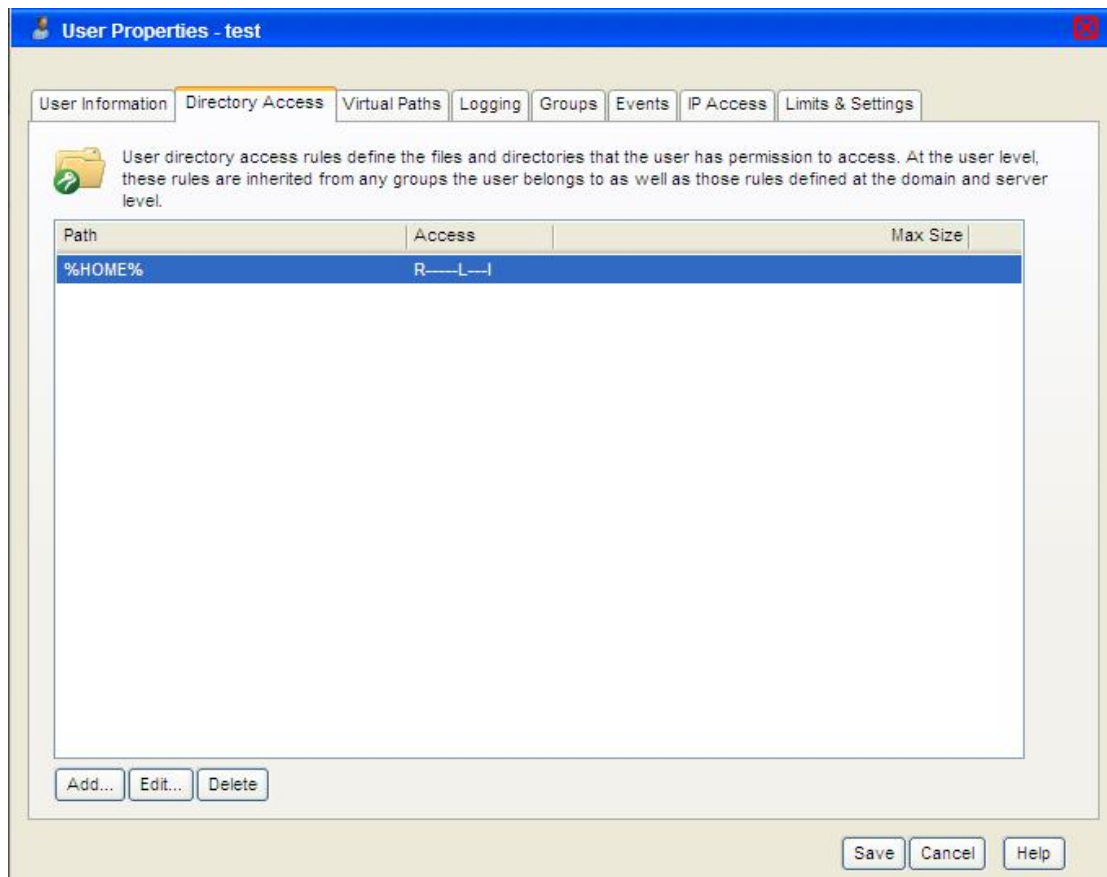 User Properties - test
User Information Directory Access Virtual Paths Logging Groups Events IP Access Limits & Settings
User directory access rules define the files and directories that the user has permission to access. At the user level,
these rules are inherited from any groups the user belongs to as well as those rules defined at the domain and server
level.
Path Access Max Size
%HOME% R-----L---I
Add... Edit... Delete
Save Cancel Help